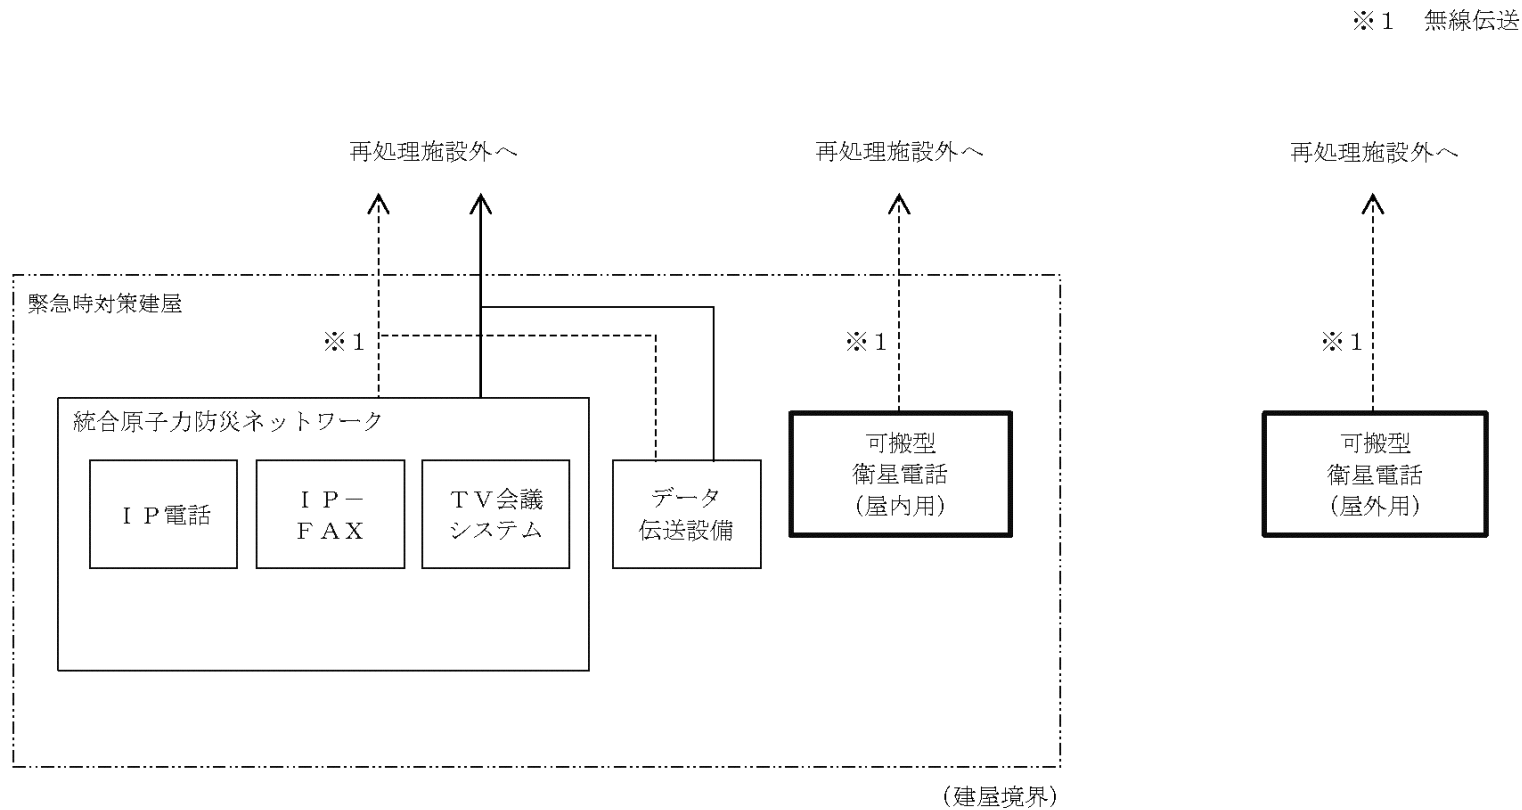 ※１　無線伝送
再処理施設外へ
再処理施設外へ
再処理施設外へ
緊急時対策建屋
※１
※１
※１
統合原子力防災ネットワーク
ＩＰ電話
ＩＰ－
ＦＡＸ
ＴＶ会議
システム
データ
伝送設備
可搬型
衛星電話
(屋内用)
可搬型
衛星電話
(屋外用)
(建屋境界)